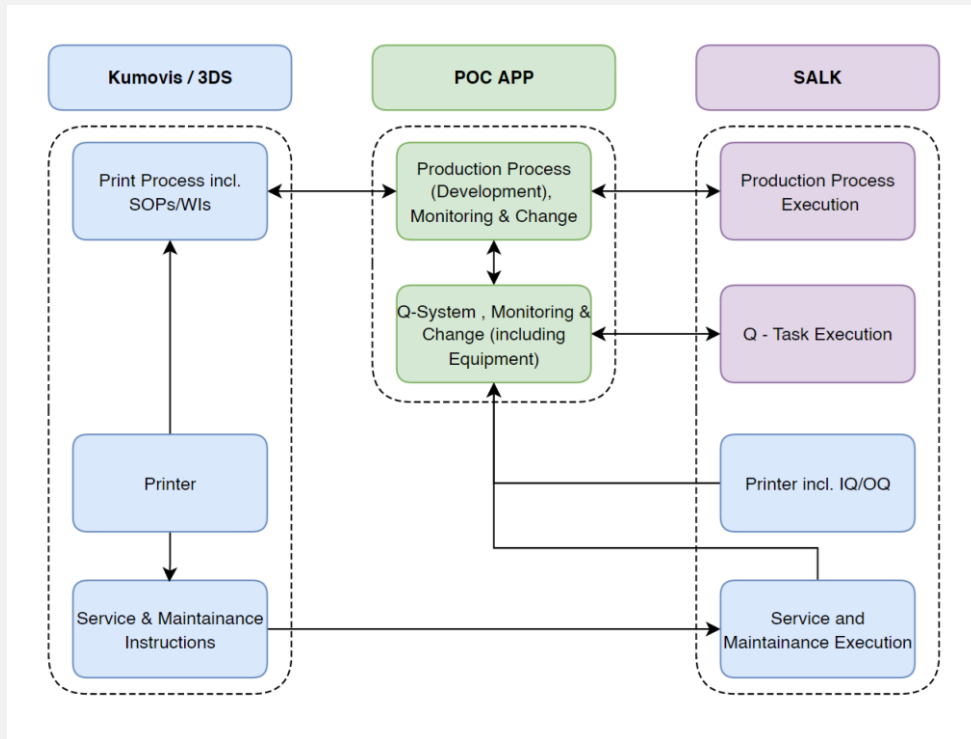 Kumovis / 3DS
POC APP
SALK
Print Process incl.
SOPs/WIs
Production Process
(Development),
Monitoring & Change
Production Process
Execution
Q-System , Monitoring &
Change (including
Equipment)
Q - Task Execution
Printer
Printer incl. IQ/OQ
Service & Maintainance
Instructions
Service and
Maintainance Execution